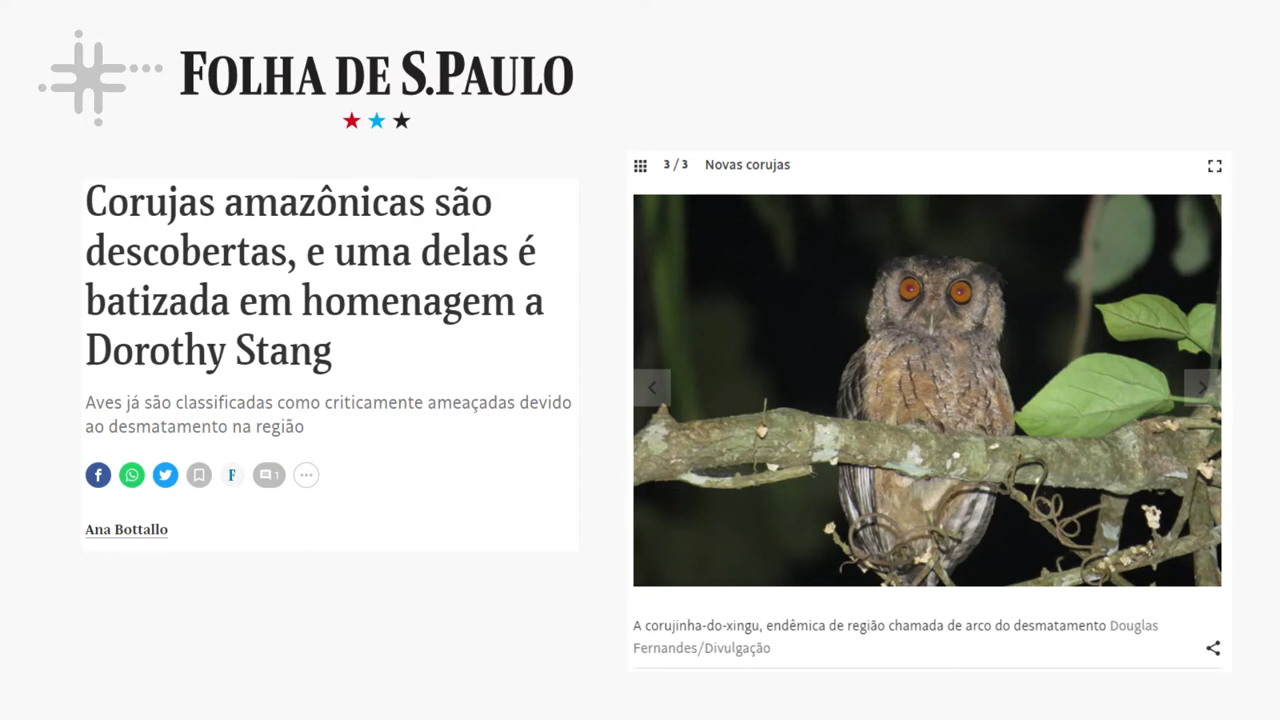 FOLHA DE S.PAULO
Corujas amazônicas são
descobertas, e uma delas é
batizada em homenagem a
Dorothy Stang
Aves já são classificadas como criticamente ameaçadas devido
ao desmatamento na região
F 1
Ana Bottallo
3 / 3 Novas corujas
A corujinha-do-xingu, endêmica de região chamada de arco do desmatamento Douglas
Fernandes/Divulgação